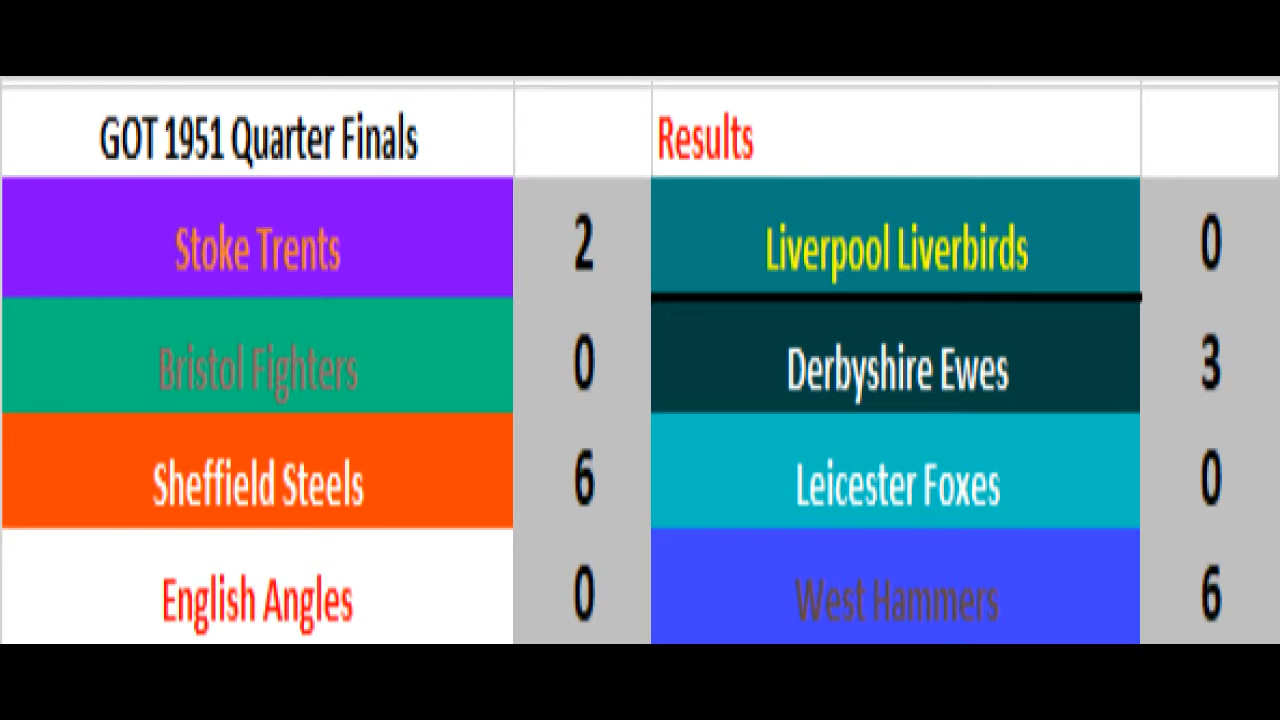 GOT 1951 Quarter Finals Results
Stoke Trents 2 Liverpool Liverbirds 0
Bristol Fighters 0 Derbyshire Ewes 3
Sheffield Steels 6 Leicester Foxes 0
English Angles 0 West Hammers 6